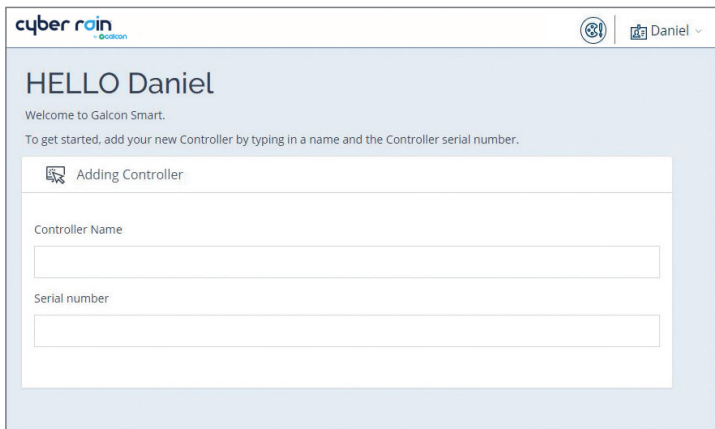 cyber rain
by galcon
Daniel
HELLO Daniel
Welcome to Galcon Smart.
To get started, add your new Controller by typing in a name and the Controller serial number.
Adding Controller
Controller Name
Serial number